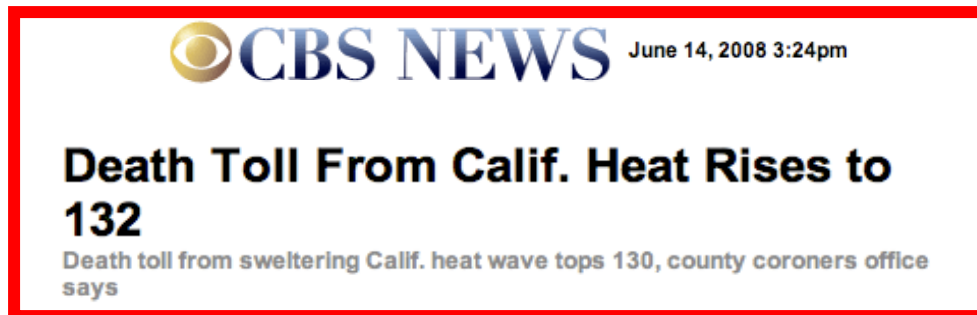 CBS NEWS June 14, 2008 3:24pm
Death Toll From Calif. Heat Rises to
132
Death toll from sweltering Calif. heat wave tops 130, county coroners office
says